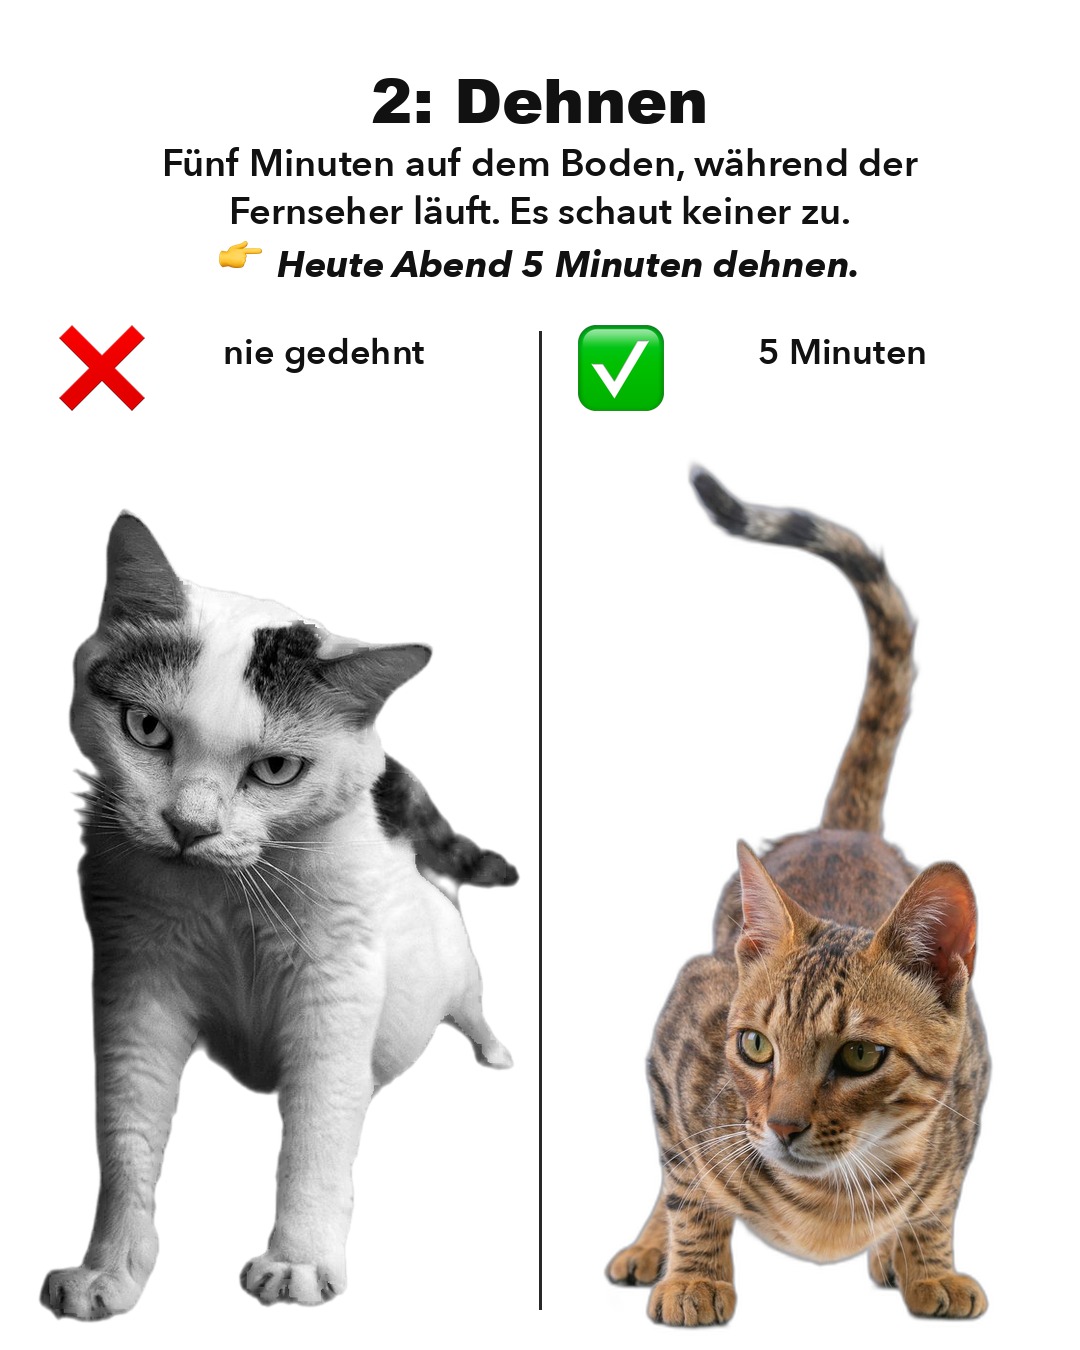 2: Dehnen
Fünf Minuten auf dem Boden, während der
Fernseher läuft. Es schaut keiner zu.
👉 Heute Abend 5 Minuten dehnen.
❌ nie gedehnt
✅ 5 Minuten